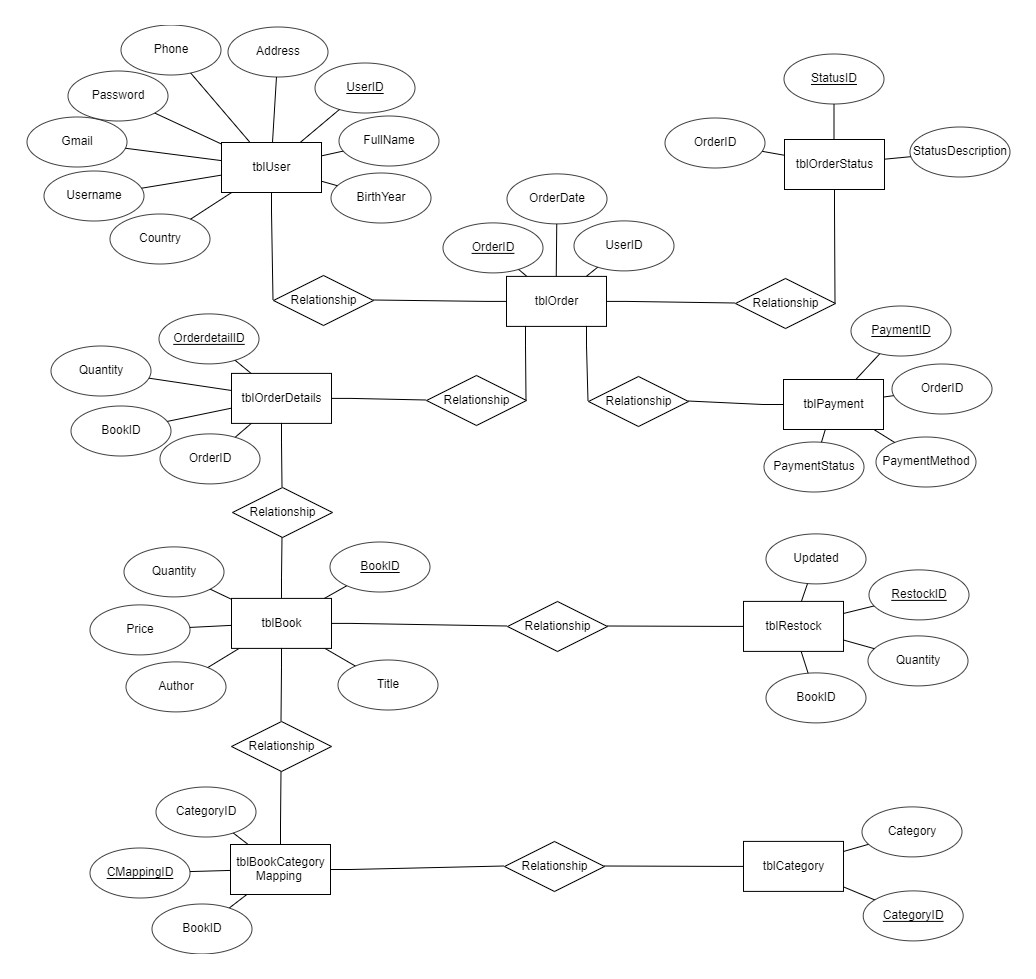 Phone
Address
UserID
Password
Gmail
FullName
tblUser
Username
BirthYear
Country
StatusID
OrderID
tblOrderStatus
StatusDescription
OrderDate
OrderID
UserID
Relationship
tblOrder
Relationship
OrderdetailID
Quantity
tblOrderDetails
Relationship
BookID
OrderID
PaymentID
OrderID
Relationship
tblPayment
PaymentStatus
PaymentMethod
Relationship
Quantity
BookID
Price
tblBook
Author
Title
Relationship
Updated
RestockID
tblRestock
Quantity
BookID
Relationship
CategoryID
CMappingID
tblBookCategory
Mapping
BookID
Relationship
Category
tblCategory
CategoryID